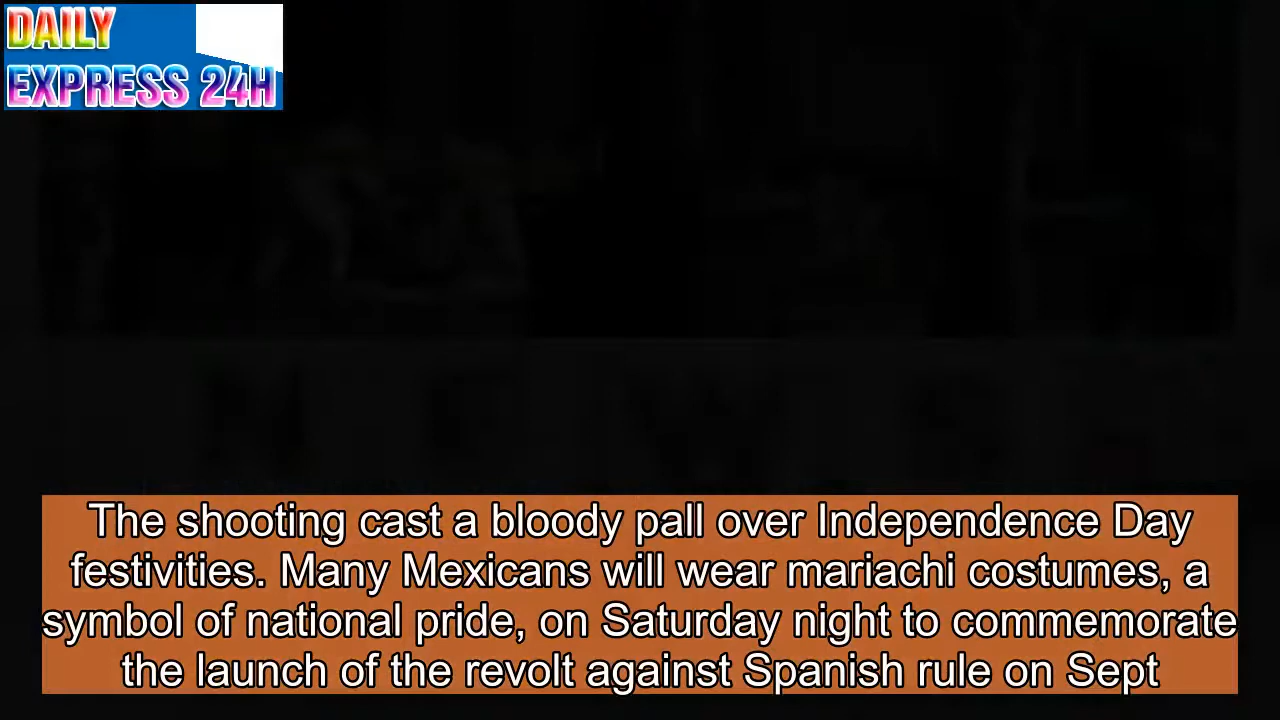 DAILY
EXPRESS 24H
The shooting cast a bloody pall over Independence Day
festivities. Many Mexicans will wear mariachi costumes, a
symbol of national pride, on Saturday night to commemorate
the launch of the revolt against Spanish rule on Sept